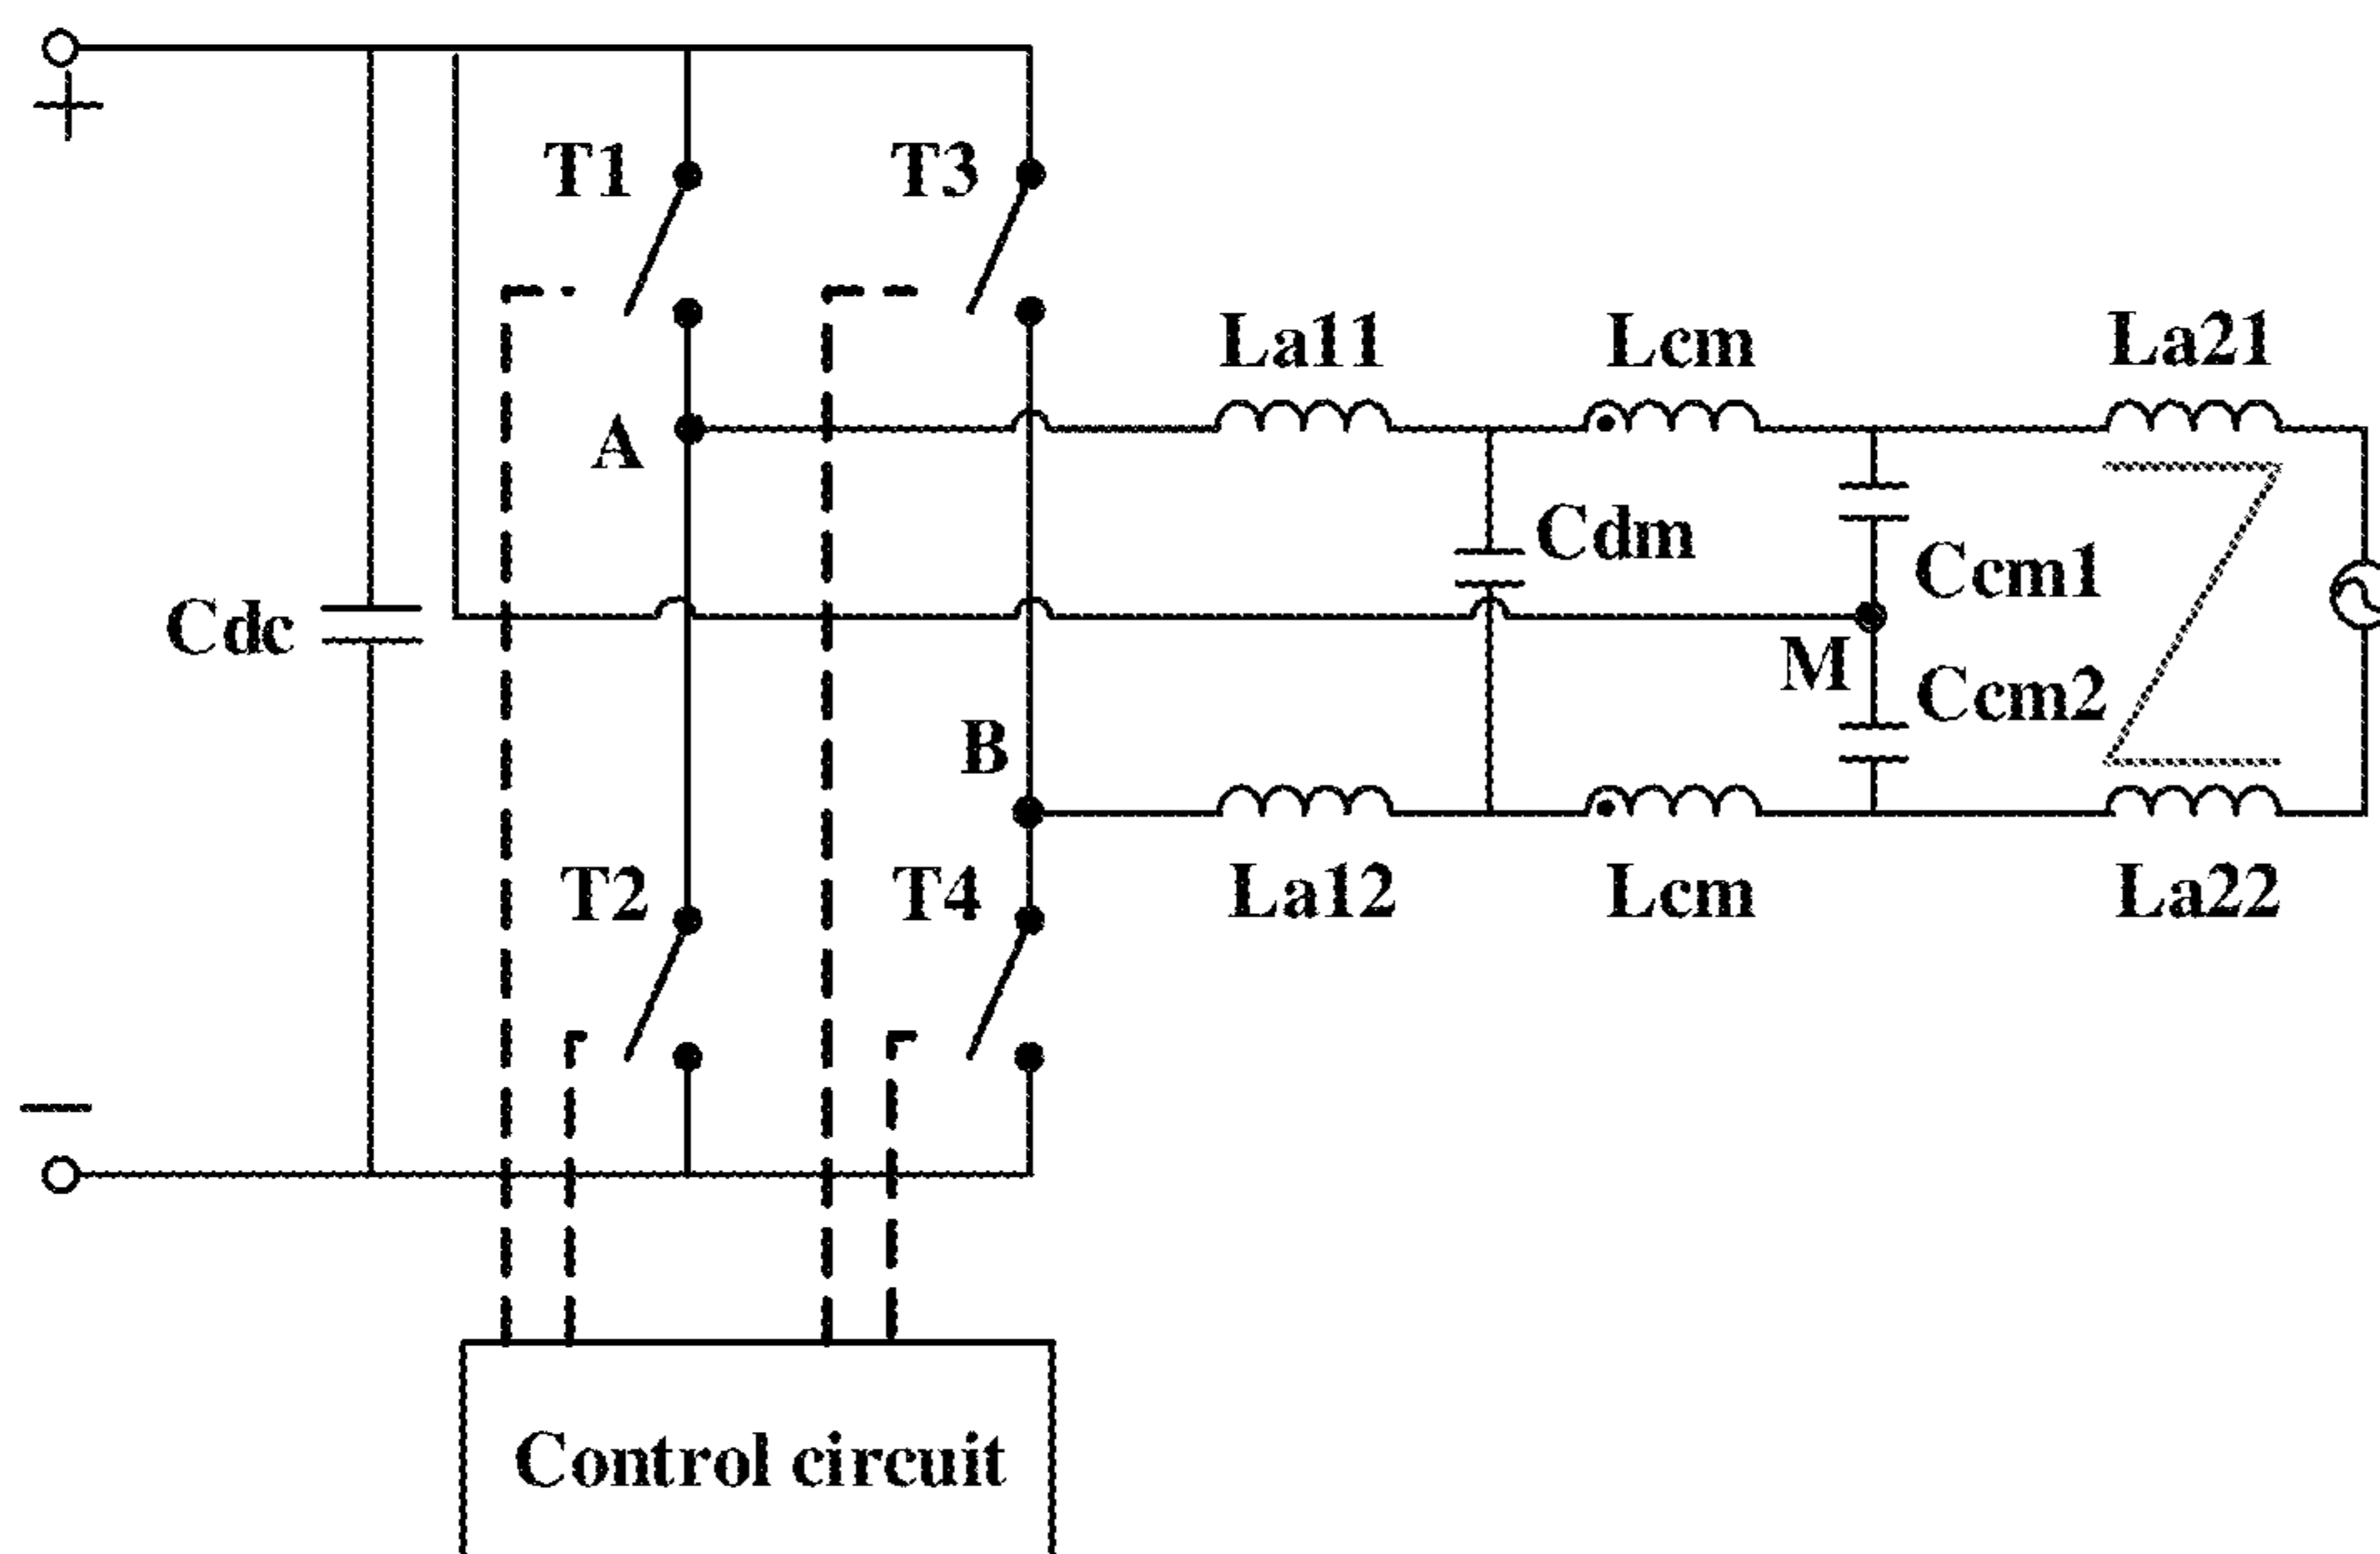 +
T1
T3
La11
Lcm
La21
A
Cdm
Ccm1
Cdc
M
Ccm2
B
T2
T4
La12
Lcm
La22
—
Control circuit